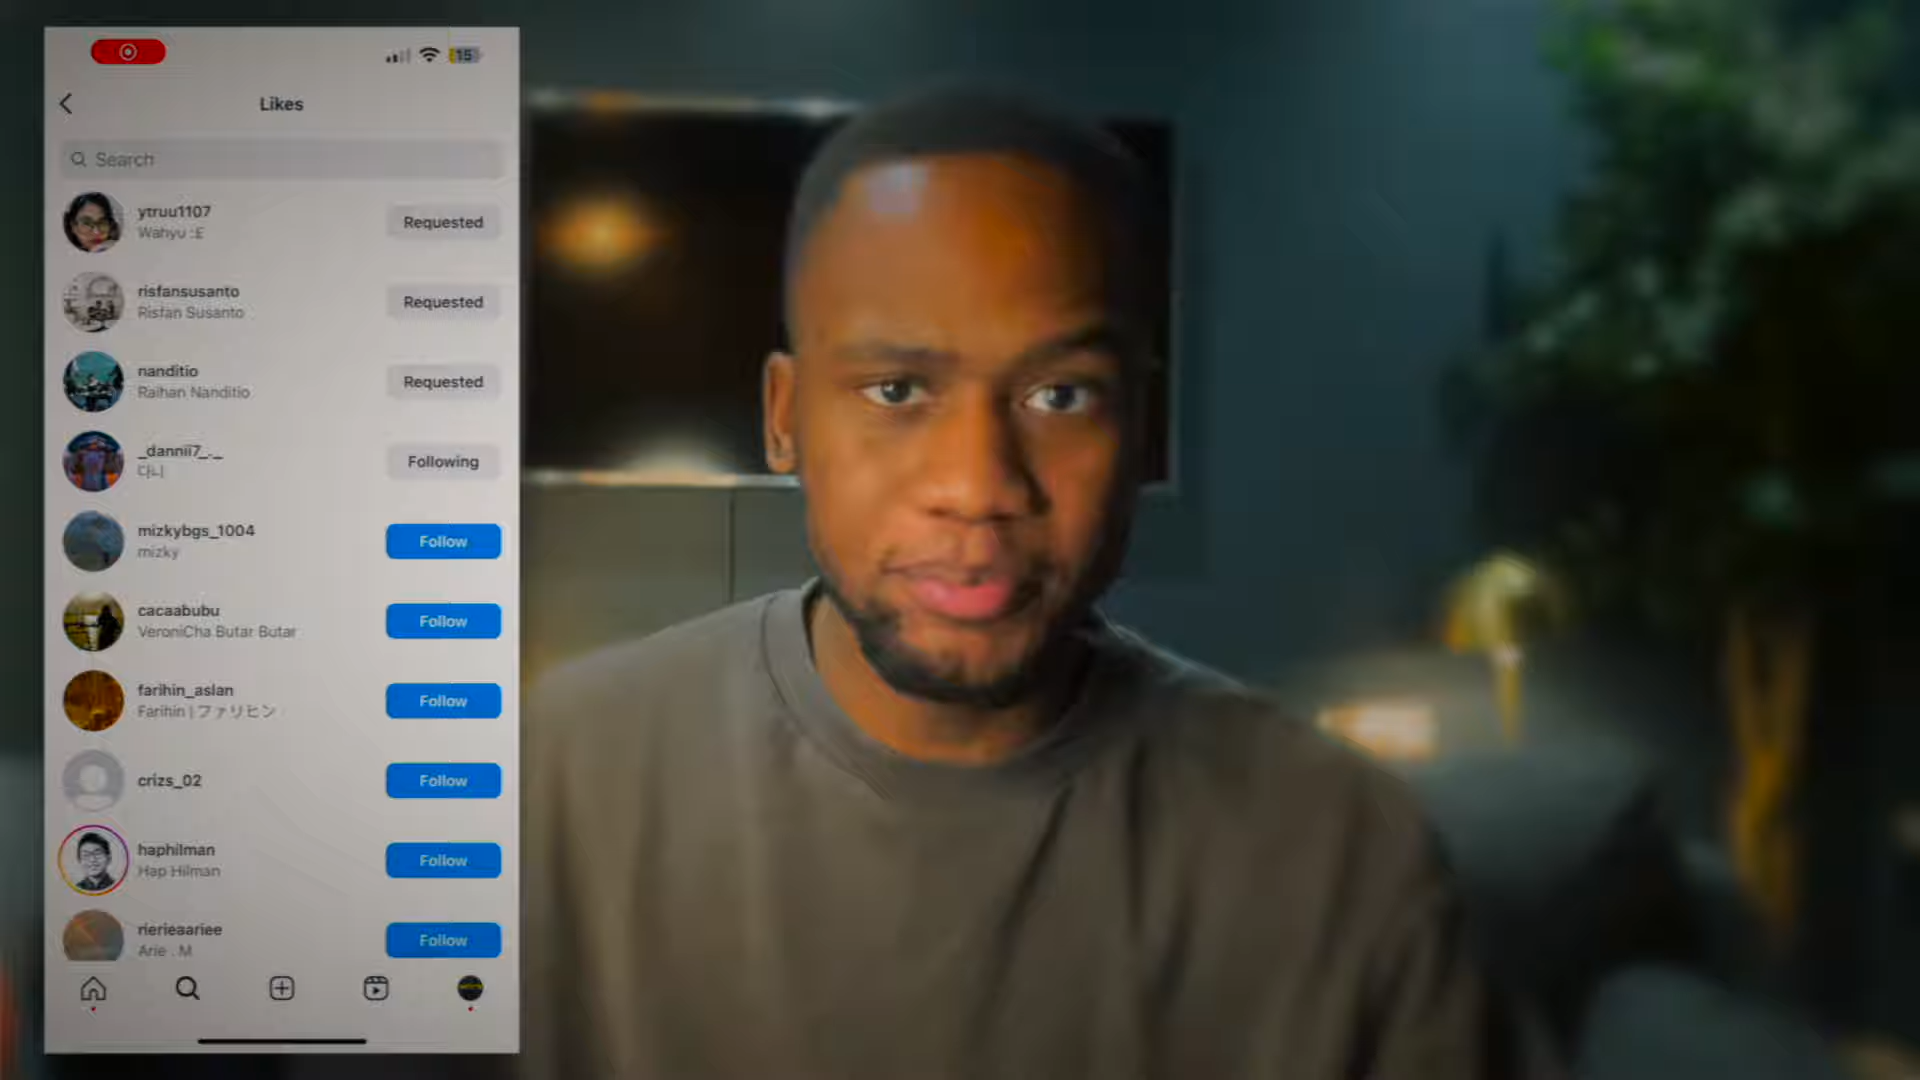 15
Likes
Search
ytruu1107
Wahyu :E
Requested
risfansusanto
Risfan Susanto
Requested
nanditio
Raihan Nanditio
Requested
_dannii7_._
다니
Following
mizkybgs_1004
mizky
Follow
cacaabubu
VeroniCha Butar Butar
Follow
farihin_aslan
Farihin | ファリヒン
Follow
crizs_02
Follow
haphilman
Hap Hilman
Follow
rierieaariee
Arie . M
Follow